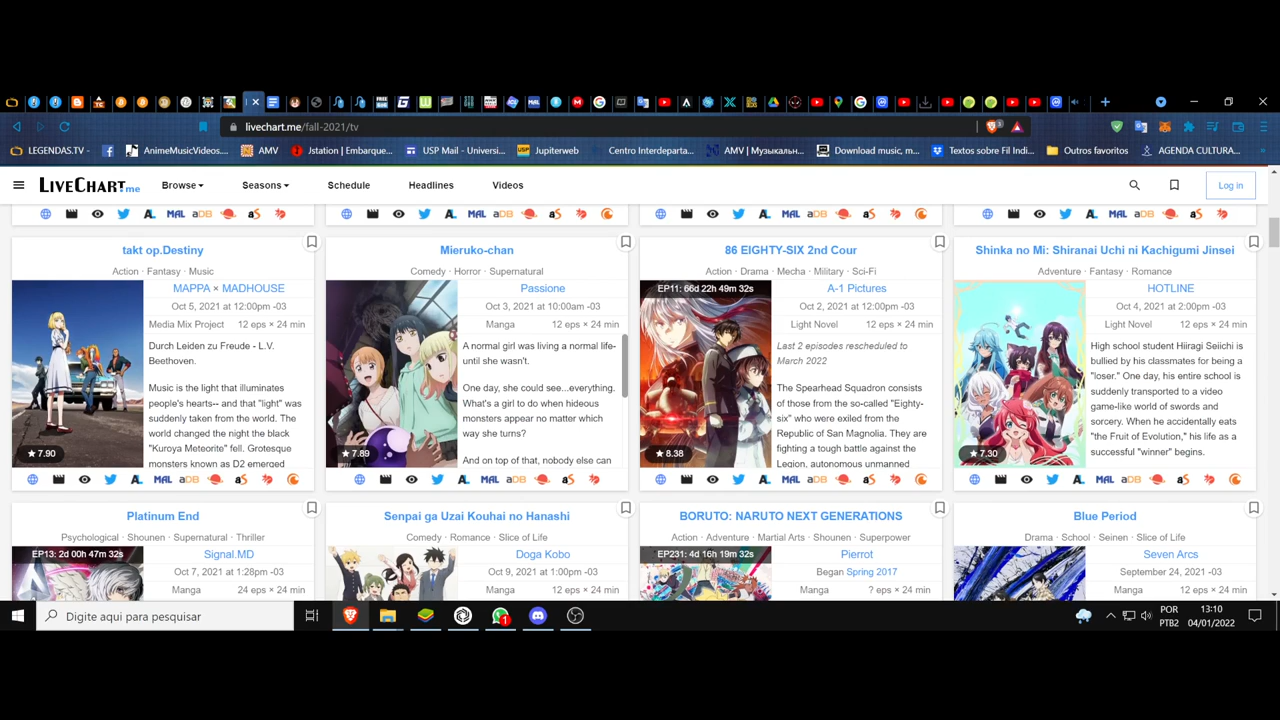 livechart.me/fall-2021/tv
3
LEGENDAS.TV -
AnimeMusicVideos...
AMV
Jstation | Embarque...
USP Mail - Universi...
Jupiterweb
Centro Interdeparta...
AMV | Музыкальн...
Download music, m...
Textos sobre Fil Indi...
Outros favoritos
AGENDA CULTURA...
LIVECHART.me
Browe
Seasons
Schedule
Headlines
Videos
Log in
takt op.Destiny
Action · Fantasy · Music
MAPPA × MADHOUSE
Oct 5, 2021 at 12:30pm -03
Media Mix Project 12 eps × 24 min
Durch Leiden zu Freude - L.V.
Beethoven.
Music is the light that illuminates
people's hearts-- and that "light" was
suddenly taken from the world. The
world changed the night the black
"Kuroya Meteorite" fell. Grotesque
monsters known as D2 emerged
7.90
Mieruko-chan
Comedy · Horror · Supernatural
Passione
Oct 3, 2021 at 10:00am -03
Manga 12 eps × 24 min
A normal girl was living a normal life-
until she wasn't.
One day, she could see...everything.
What's a girl to do when hideous
monsters appear no matter which
way she turns?
And on top of that, nobody else can
7.89
86 EIGHTY-SIX 2nd Cour
Action · Drama · Mecha · Military · Sci-Fi
EP11: 66d 22h 49m 32s
A-1 Pictures
Oct 2, 2021 at 12:00pm -03
Light Novel 12 eps × 24 min
Last 2 episodes rescheduled to
March 2022
The Spearhead Squadron consists
of those from the so-called "Eighty-
six" who were exiled from the
Republic of San Magnolia. They are
fighting a tough battle against the
Legion, autonomous unmanned
8.38
Shinka no Mi: Shiranai Uchi ni Kachigumi Jinsei
Adventure · Fantasy · Romance
HOTLINE
Oct 4, 2021 at 2:00pm -03
Light Novel 12 eps × 24 min
High school student Hiiragi Seiichi is
bullied by his classmates for being a
"loser." One day, his entire school is
suddenly transported to a video
game-like world of swords and
sorcery. When he accidentally eats
"the Fruit of Evolution," his life as a
successful "winner" begins.
7.30
Platinum End
Psychological · Shounen · Supernatural · Thriller
EP13: 2d 00h 47m 32s
Signal.MD
Oct 7, 2021 at 1:28pm -03
Manga 24 eps × 24 min
Senpai ga Uzai Kouhai no Hanashi
Comedy · Romance · Slice of Life
Doga Kobo
Oct 9, 2021 at 1:00pm -03
Manga 12 eps × 24 min
BORUTO: NARUTO NEXT GENERATIONS
Action · Adventure · Martial Arts · Shounen · Superpower
EP231: 4d 16h 19m 32s
Pierrot
Began Spring 2017
Manga ? eps × 24 min
Blue Period
Drama · School · Seinen · Slice of Life
Seven Arcs
September 24, 2021 -03
Manga 12 eps × 24 min
Digite aqui para pesquisar
1
POR
PTB2
13:10
04/01/2022